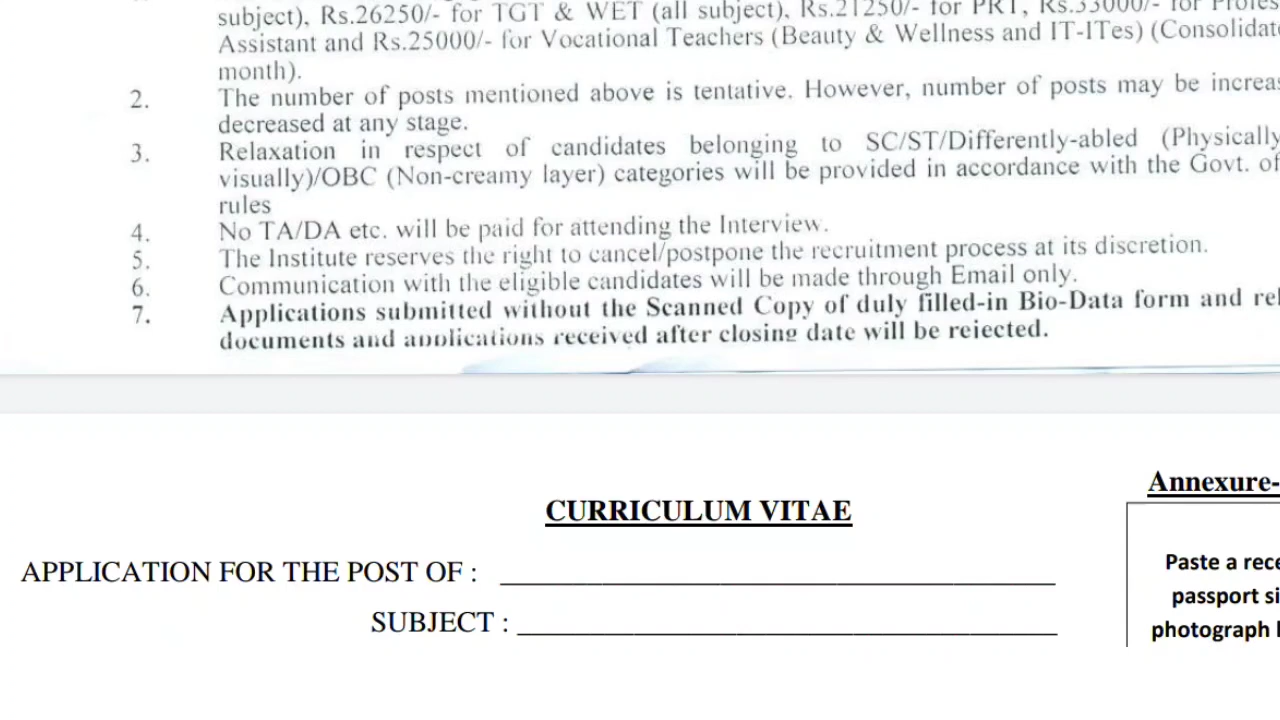 subject), Rs.26250/- for TGT & WET (all subject), Rs.21250/- for PRT, Rs.33000/- for
Assistant and Rs.25000/- for Vocational Teachers (Beauty & Wellness and IT-ITes)
month).
2. The number of posts mentioned above is tentative. However, number of posts may be
decreased at any stage.
3. Relaxation in respect of candidates belonging to SC/ST/Differently-abled (Physically
visually)/OBC (Non-creamy layer) categories will be provided in accordance with the Govt. of
rules
4. No TA/DA etc. will be paid for attending the Interview.
5. The Institute reserves the right to cancel/postpone the recruitment process at its discretion.
6. Communication with the eligible candidates will be made through Email only.
7. Applications submitted without the Scanned Copy of duly filled-in Bio-Data form and
documents and applications received after closing date will be rejected.
Annexure-
CURRICULUM VITAE
APPLICATION FOR THE POST OF :
SUBJECT :
Paste a
passport
photograph